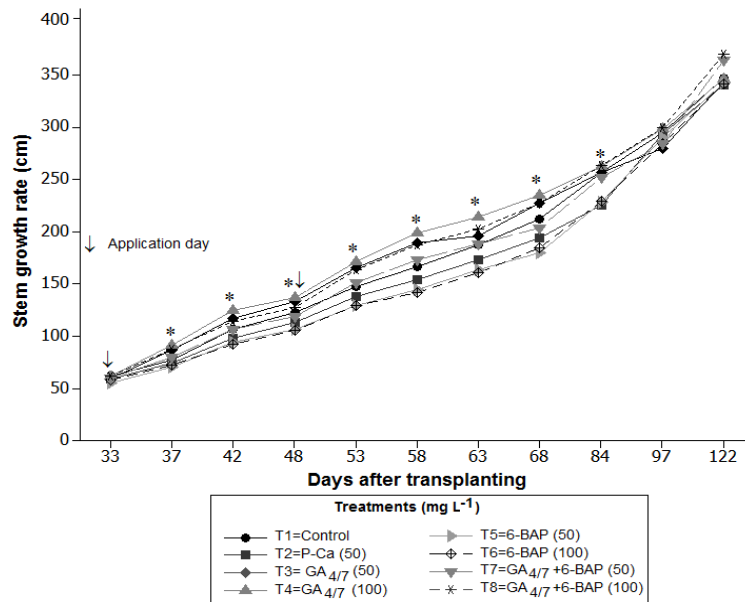 400
350
300
250
200
150
100
50
0
Stem growth rate (cm)
↓ Application day
* * * * * * * * *
33 37 42 48 53 58 63 68 84 97 122
Days after transplanting
Treatments (mg L-1)
T1=Control
T2=P-Ca (50)
T3= GA4/7 (50)
T4=GA4/7 (100)
T5=6-BAP (50)
T6=6-BAP (100)
T7=GA4/7 +6-BAP (50)
T8=GA4/7 +6-BAP (100)